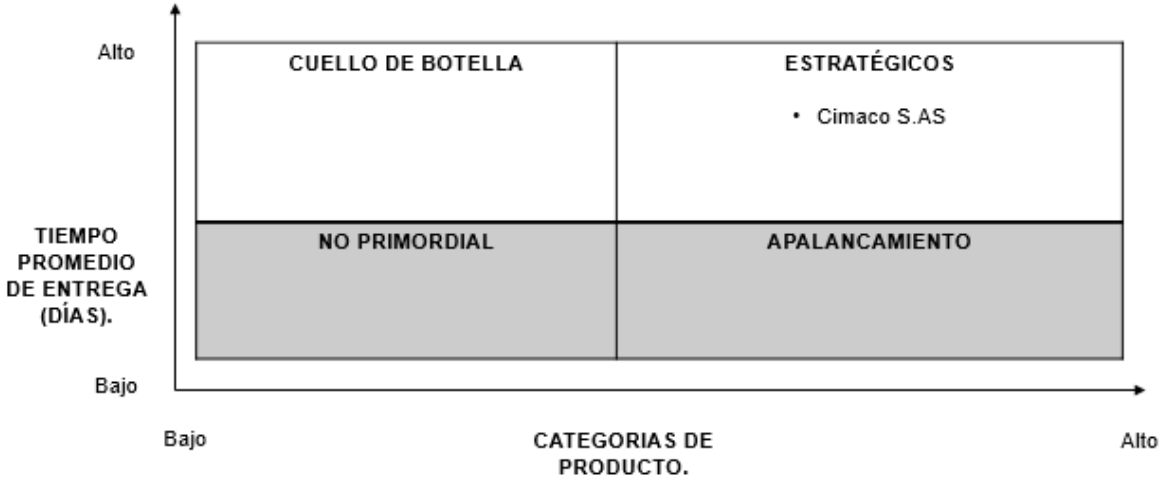 Alto
CUELLO DE BOTELLA
ESTRATÉGICOS
• Cimaco S.AS
TIEMPO
PROMEDIO
DE ENTREGA
(DÍAS).
NO PRIMORDIAL
APALANCAMIENTO
Bajo
Bajo
CATEGORIAS DE
PRODUCTO.
Alto